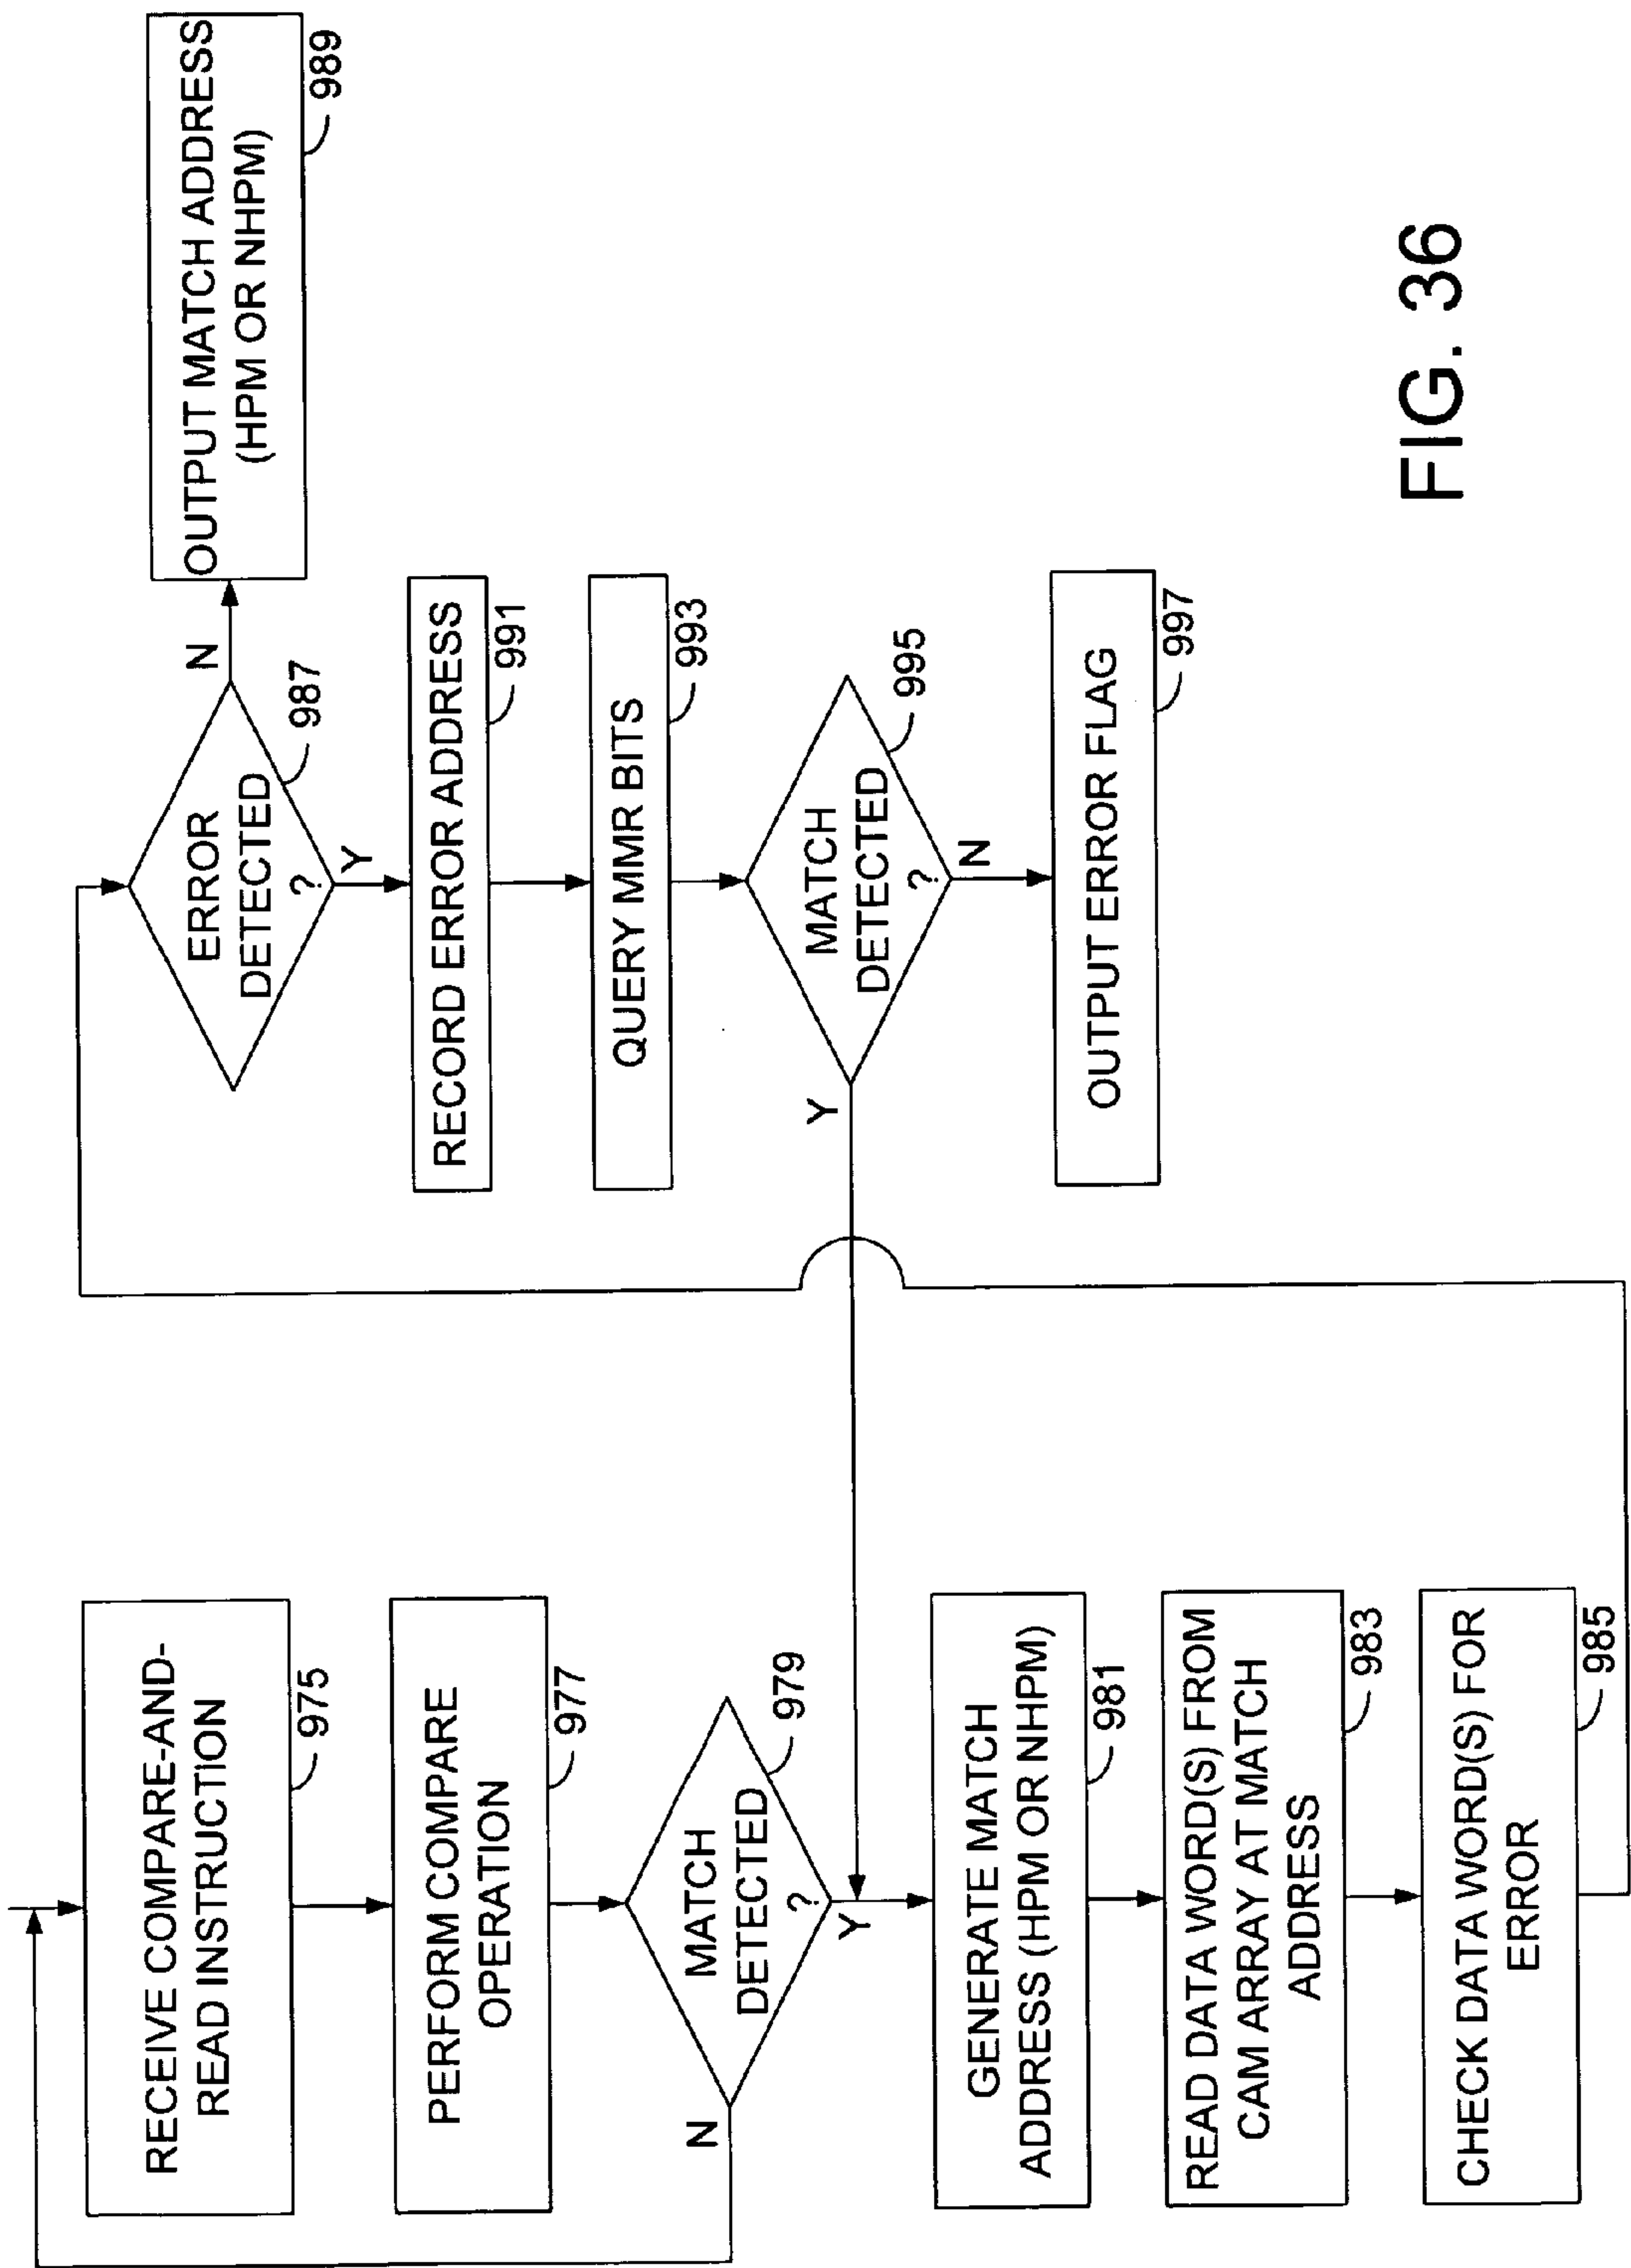 RECEIVE COMPARE-AND-
READ INSTRUCTION
975
PERFORM COMPARE
OPERATION
977
MATCH
DETECTED
?
979
N
Y
GENERATE MATCH
ADDRESS (HPM OR NHPM)
981
READ DATA WORD(S) FROM
CAM ARRAY AT MATCH
ADDRESS
983
CHECK DATA WORD(S) FOR
ERROR
985
ERROR
DETECTED
?
987
N
Y
OUTPUT MATCH ADDRESS
(HPM OR NHPM)
989
RECORD ERROR ADDRESS
991
QUERY MMR BITS
993
MATCH
DETECTED
?
995
Y
N
OUTPUT ERROR FLAG
997
FIG. 36